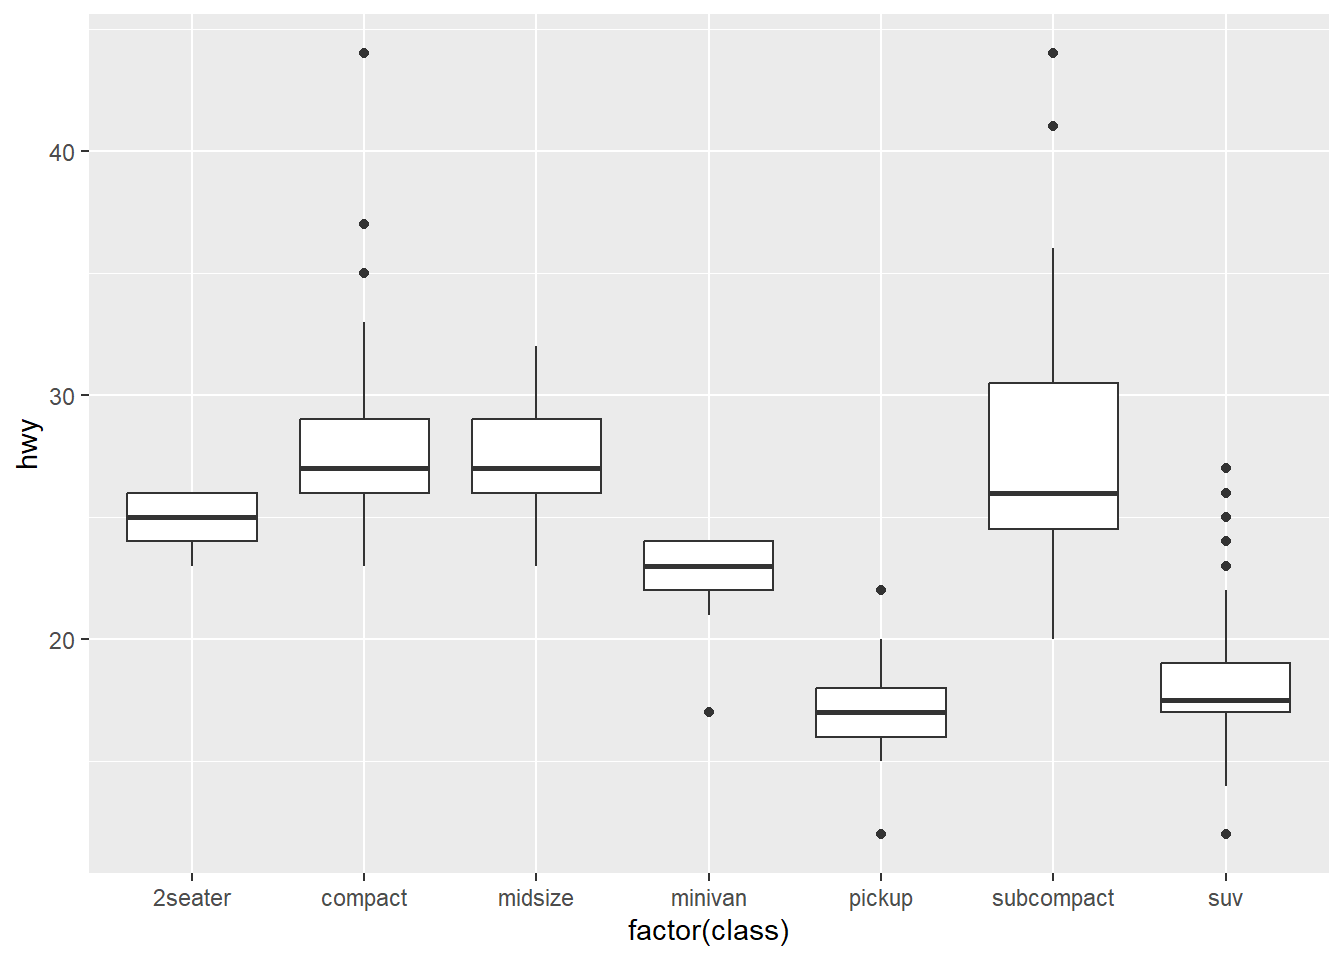 hwy
40
30
20
2seater compact midsize minivan pickup subcompact suv
factor(class)